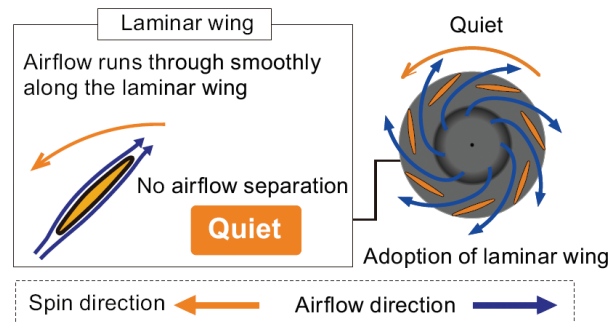 Laminar wing
Airflow runs through smoothly
along the laminar wing
No airflow separation
Quiet
Quiet
Adoption of laminar wing
Spin direction
Airflow direction